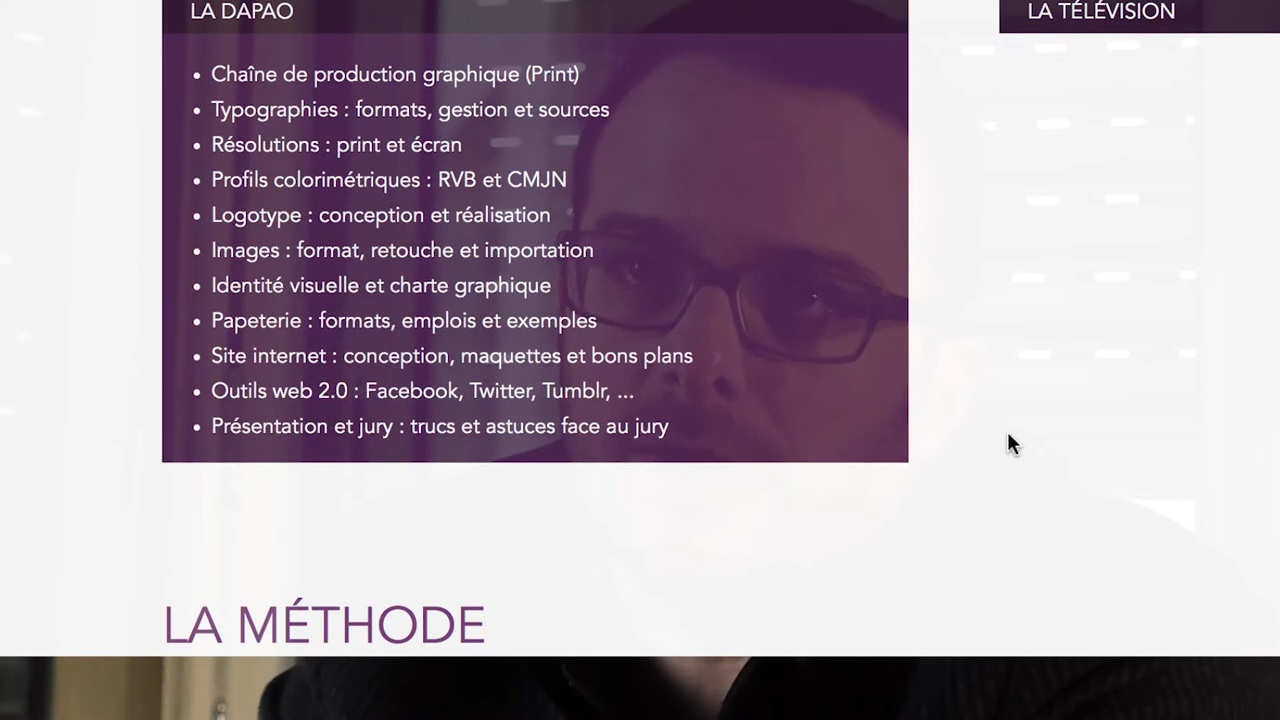 LA DAPAO
LA TÉLÉVISION
• Chaîne de production graphique (Print)
• Typographies : formats, gestion et sources
• Résolutions : print et écran
• Profils colorimétriques : RVB et CMJN
• Logotype : conception et réalisation
• Images : format, retouche et importation
• Identité visuelle et charte graphique
• Papeterie : formats, emplois et exemples
• Site internet : conception, maquettes et bons plans
• Outils web 2.0 : Facebook, Twitter, Tumblr, ...
• Présentation et jury : trucs et astuces face au jury
LA MÉTHODE